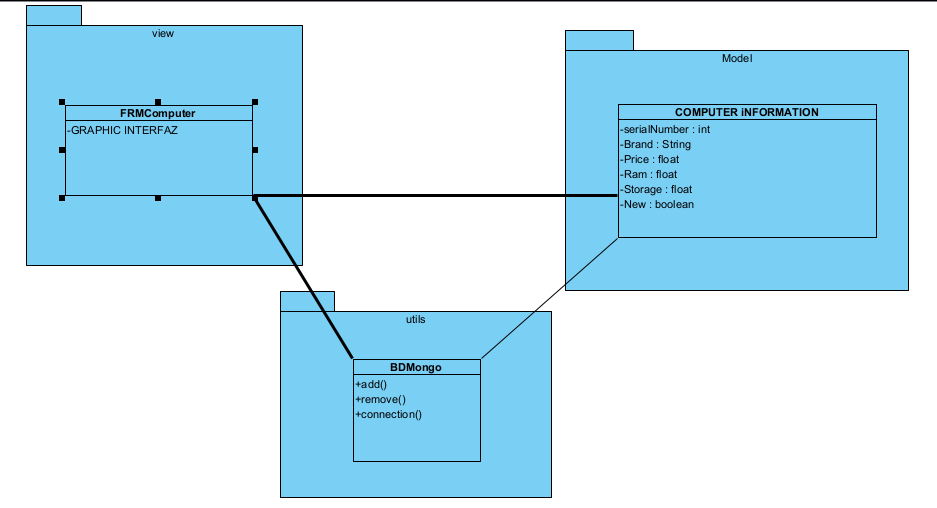 view
FRMComputer
-GRAPHIC INTERFAZ
Model
COMPUTER iNFORMATION
-serialNumber : int
-Brand : String
-Price : float
-Ram : float
-Storage : float
-New : boolean
utils
BDMongo
+add()
+remove()
+connection()